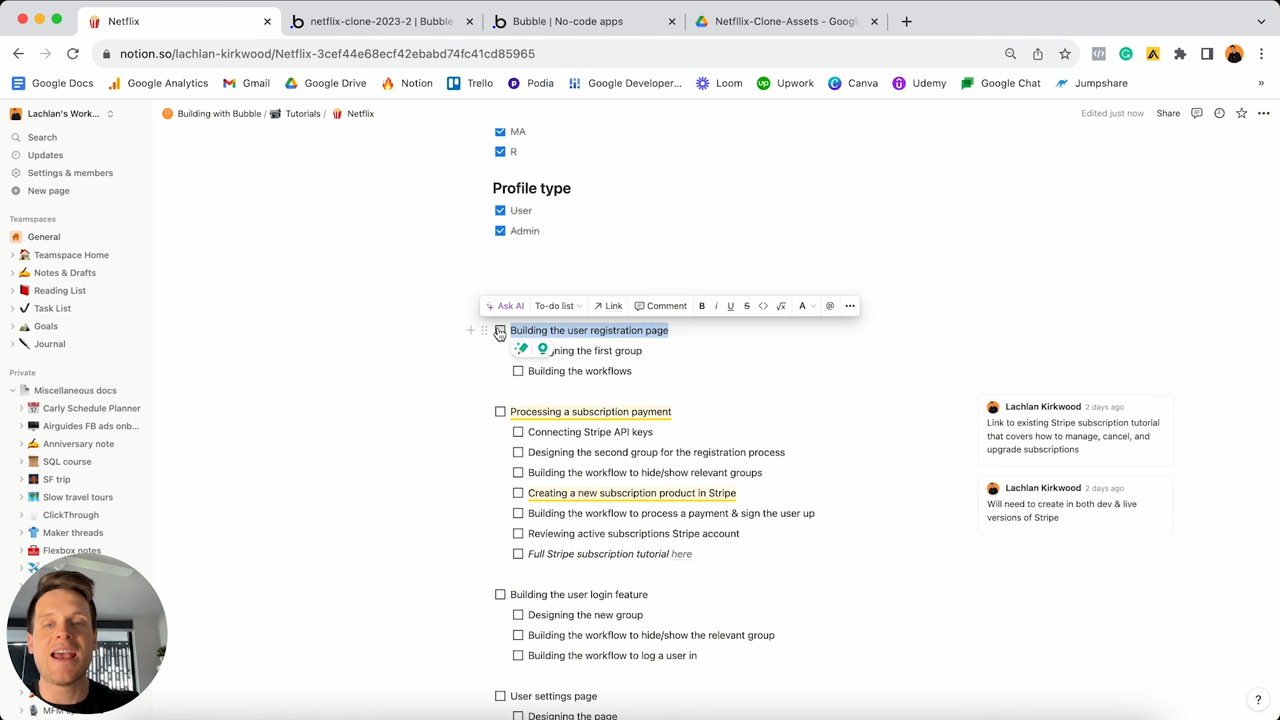 Netflix
netflix-clone-2023-2 | Bubble
Bubble | No-code apps
Netfllix-Clone-Assets - Google
notion.so/lachlan-kirkwood/Netflix-3cef44e68ecf42ebabd74fc41cd85965
Google Docs
Google Analytics
Gmail
Google Drive
Notion
Trello
Podia
Google Developer...
Loom
Upwork
Canva
Udemy
Google Chat
Jumpshare
Lachlan's Work...
Building with Bubble / Tutorials / Netflix
Edited just now
Share
Search
Updates
Settings & members
New page
Teamspaces
General
Teamspace Home
Notes & Drafts
Reading List
Task List
Goals
Journal
Private
Miscellaneous docs
Carly Schedule Planner
Airguides FB ads onb...
Anniversary note
SQL course
SF trip
Slow travel tours
ClickThrough
Maker threads
Flexbox notes
MA
R
Profile type
User
Admin
Ask AI To-do list Link Comment B i U S A @
Building the user registration page
gning the first group
Building the workflows
Processing a subscription payment
Connecting Stripe API keys
Designing the second group for the registration process
Building the workflow to hide/show relevant groups
Creating a new subscription product in Stripe
Building the workflow to process a payment & sign the user up
Reviewing active subscriptions Stripe account
Full Stripe subscription tutorial here
Building the user login feature
Designing the new group
Building the workflow to hide/show the relevant group
Building the workflow to log a user in
User settings page
Designing the page
Lachlan Kirkwood 2 days ago
Link to existing Stripe subscription tutorial
that covers how to manage, cancel, and
upgrade subscriptions
Lachlan Kirkwood 2 days ago
Will need to create in both dev & live
versions of Stripe
?